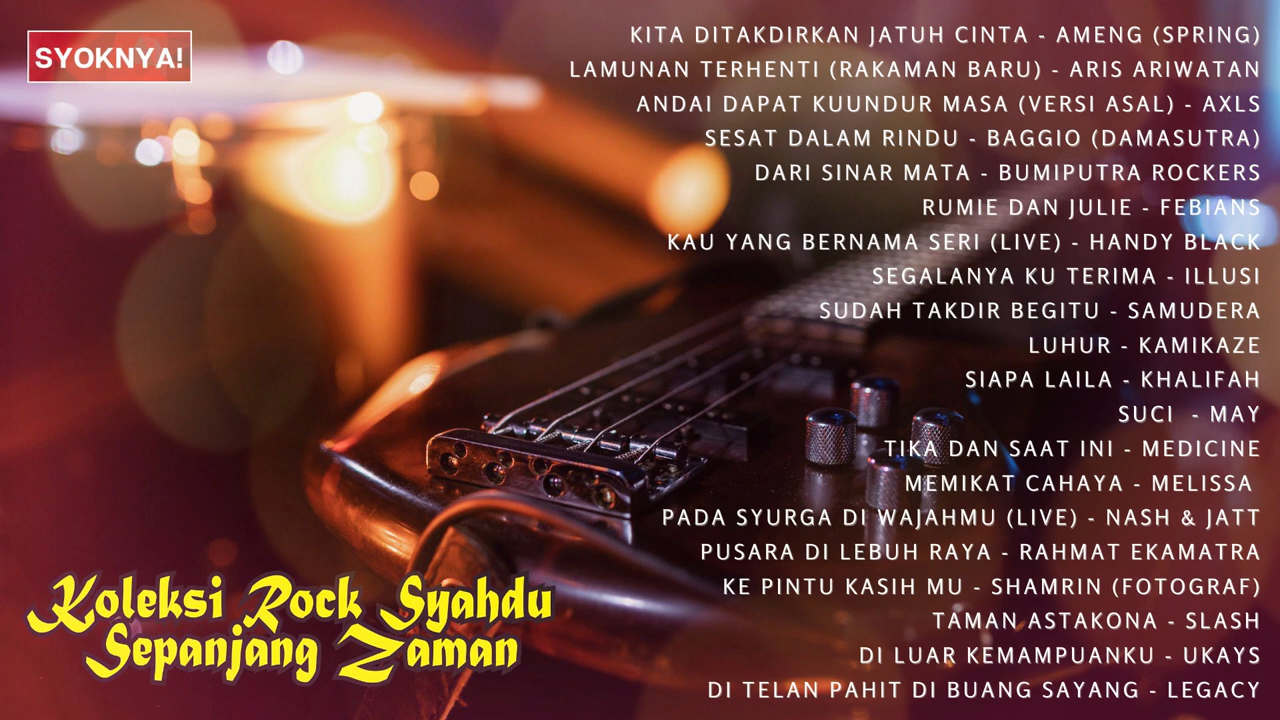 SYOKNYA!
KITA DITAKDIRKAN JATUH CINTA - AMENG (SPRING)
LAMUNAN TERHENTI (RAKAMAN BARU) - ARIS ARIWATAN
ANDAI DAPAT KUUNDUR MASA (VERSI ASAL) - AXLS
SESAT DALAM RINDU - BAGGIO (DAMASUTRA)
DARI SINAR MATA - BUMIPUTRA ROCKERS
RUMIE DAN JULIE - FEBIANS
KAU YANG BERNAMA SERI (LIVE) - HANDY BLACK
SEGALANYA KU TERIMA - ILLUSI
SUDAH TAKDIR BEGITU - SAMUDERA
LUHUR - KAMIKAZE
SIAPA LAILA - KHALIFAH
SUCI - MAY
TIKA DAN SAAT INI - MEDICINE
MEMIKAT CAHAYA - MELISSA
PADA SYURGA DI WAJAHMU (LIVE) - NASH & JATT
PUSARA DI LEBUH RAYA - RAHMAT EKAMATRA
KE PINTU KASIH MU - SHAMRIN (FOTOGRAF)
TAMAN ASTAKONA - SLASH
DI LUAR KEMAMPUANKU - UKAYS
DI TELAN PAHIT DI BUANG SAYANG - LEGACY
Koleksi Rock Syahdu
Sepanjang Zaman